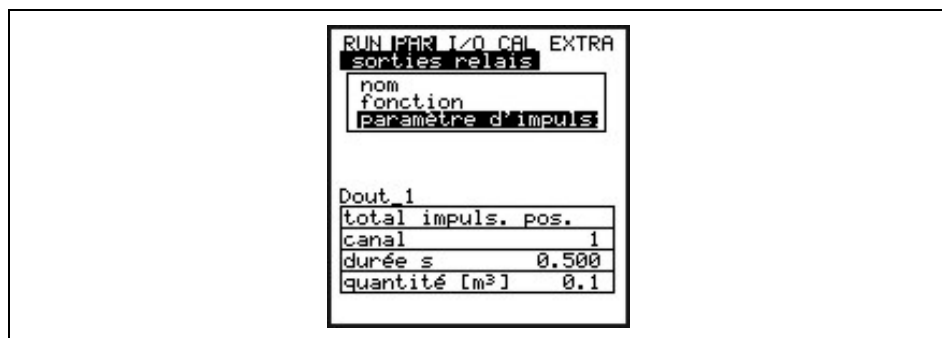 RUN PAR I/O CAL EXTRA
sorties relais
nom
fonction
paramètre d'impuls
Dout_1
total impuls. pos.
canal 1
durée s 0.500
quantité [m³] 0.1